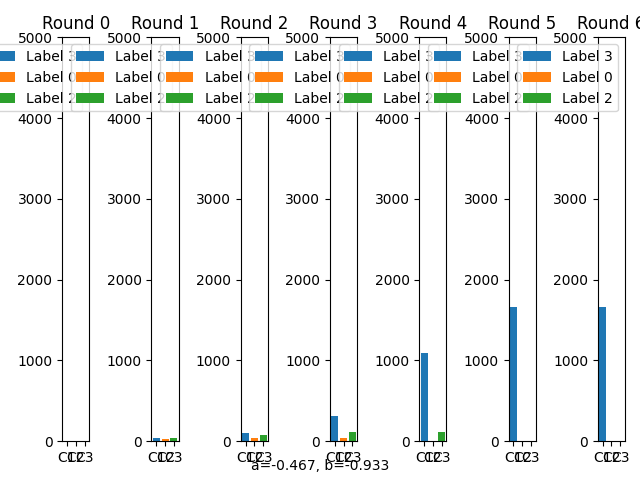 Round 0 Round 1 Round 2 Round 3 Round 4 Round 5 Round 6
5000 5000 5000 5000 5000 5000 5000
Label 3 Label 3 Label 3 Label 3 Label 3 Label 3 Label 3
Label 0 Label 0 Label 0 Label 0 Label 0 Label 0 Label 0
Label 2 Label 2 Label 2 Label 2 Label 2 Label 2 Label 2
4000 4000 4000 4000 4000 4000 4000
3000 3000 3000 3000 3000 3000 3000
2000 2000 2000 2000 2000 2000 2000
1000 1000 1000 1000 1000 1000 1000
0 0 0 0 0 0 0
a=-0.467, b=-0.933